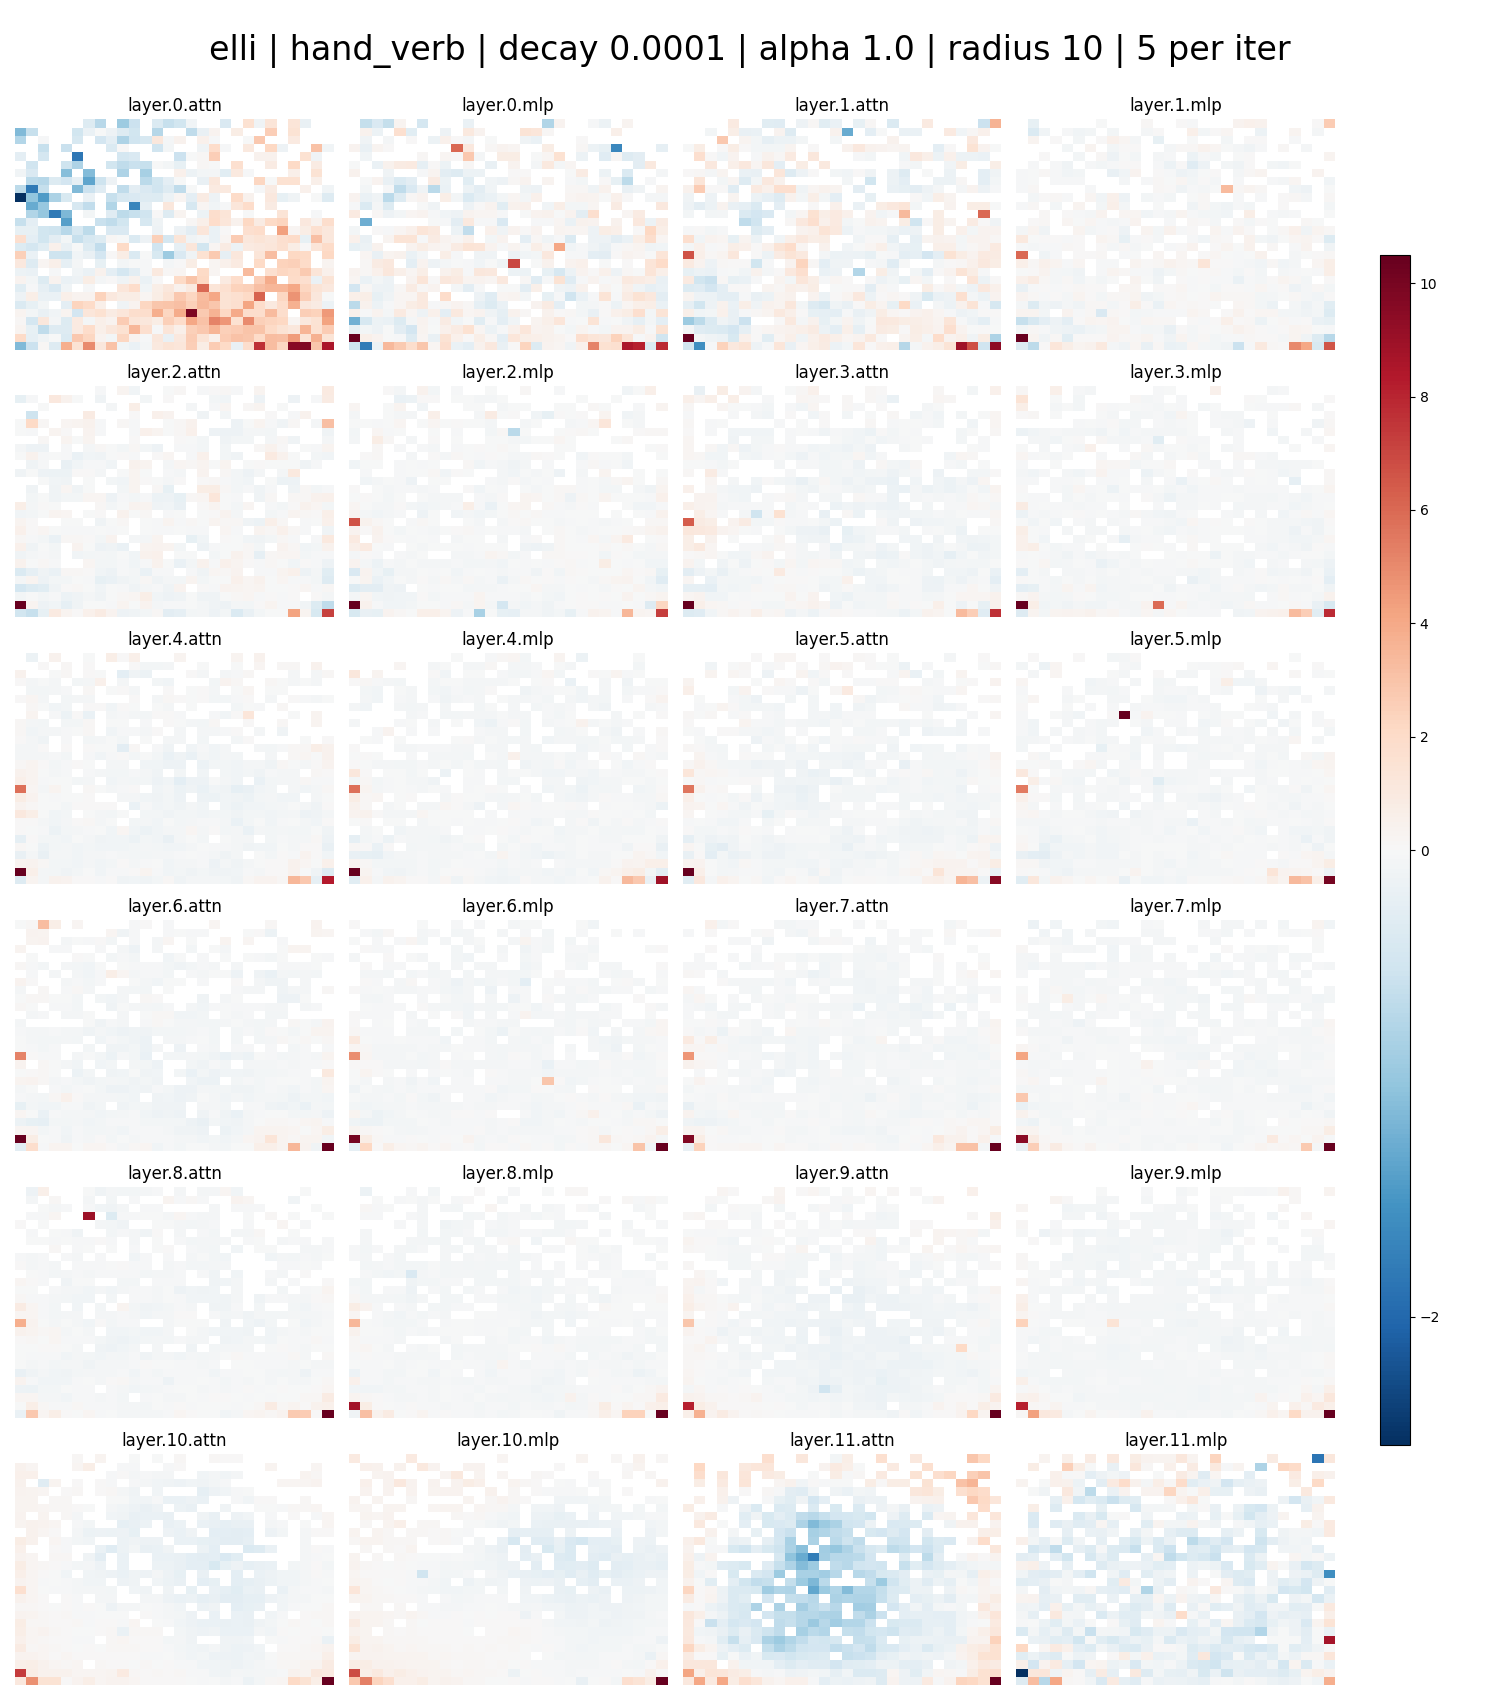 elli | hand_verb | decay 0.0001 | alpha 1.0 | radius 10 | 5 per iter
layer.0.attn layer.0.mlp layer.1.attn layer.1.mlp
layer.2.attn layer.2.mlp layer.3.attn layer.3.mlp
layer.4.attn layer.4.mlp layer.5.attn layer.5.mlp
layer.6.attn layer.6.mlp layer.7.attn layer.7.mlp
layer.8.attn layer.8.mlp layer.9.attn layer.9.mlp
layer.10.attn layer.10.mlp layer.11.attn layer.11.mlp
10
8
6
4
2
0
−2